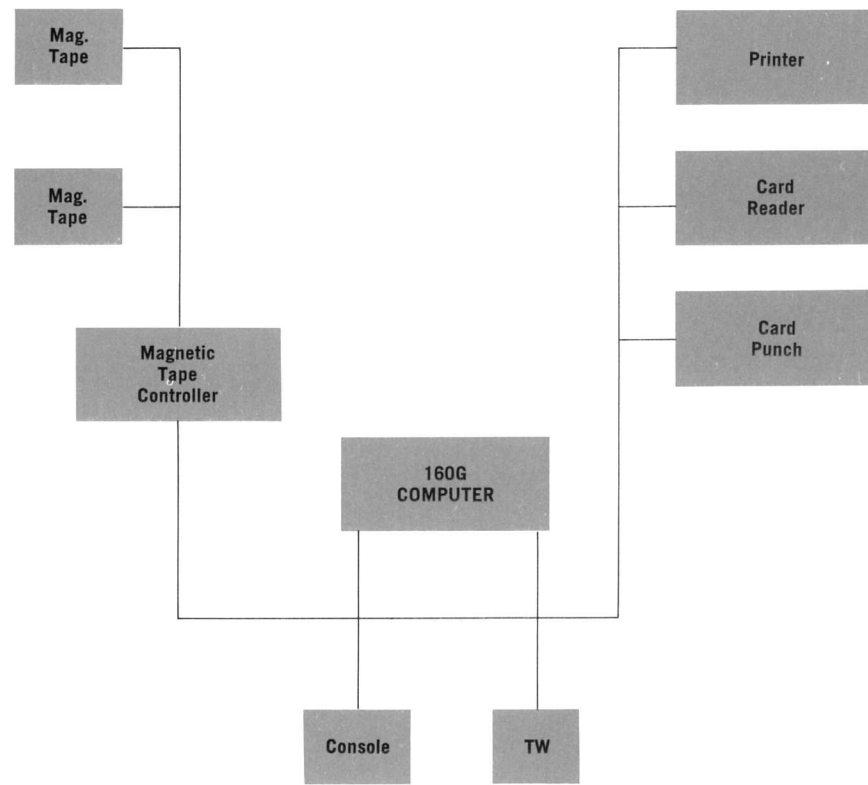 Mag.
Tape
Mag.
Tape
Magnetic
Tape
Controller
Printer
Card
Reader
Card
Punch
160G
COMPUTER
Console
TW